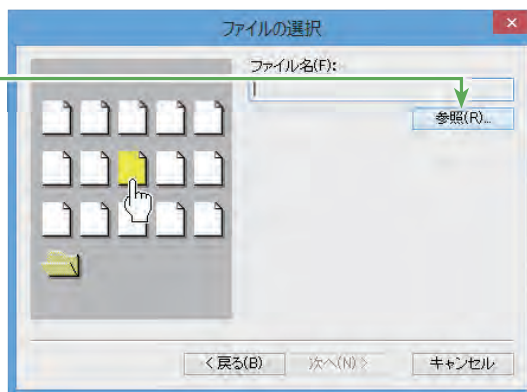 ファイルの選択
ファイル名(F):
参照(R)...
< 戻る(B)
次へ(N) >
キャンセル